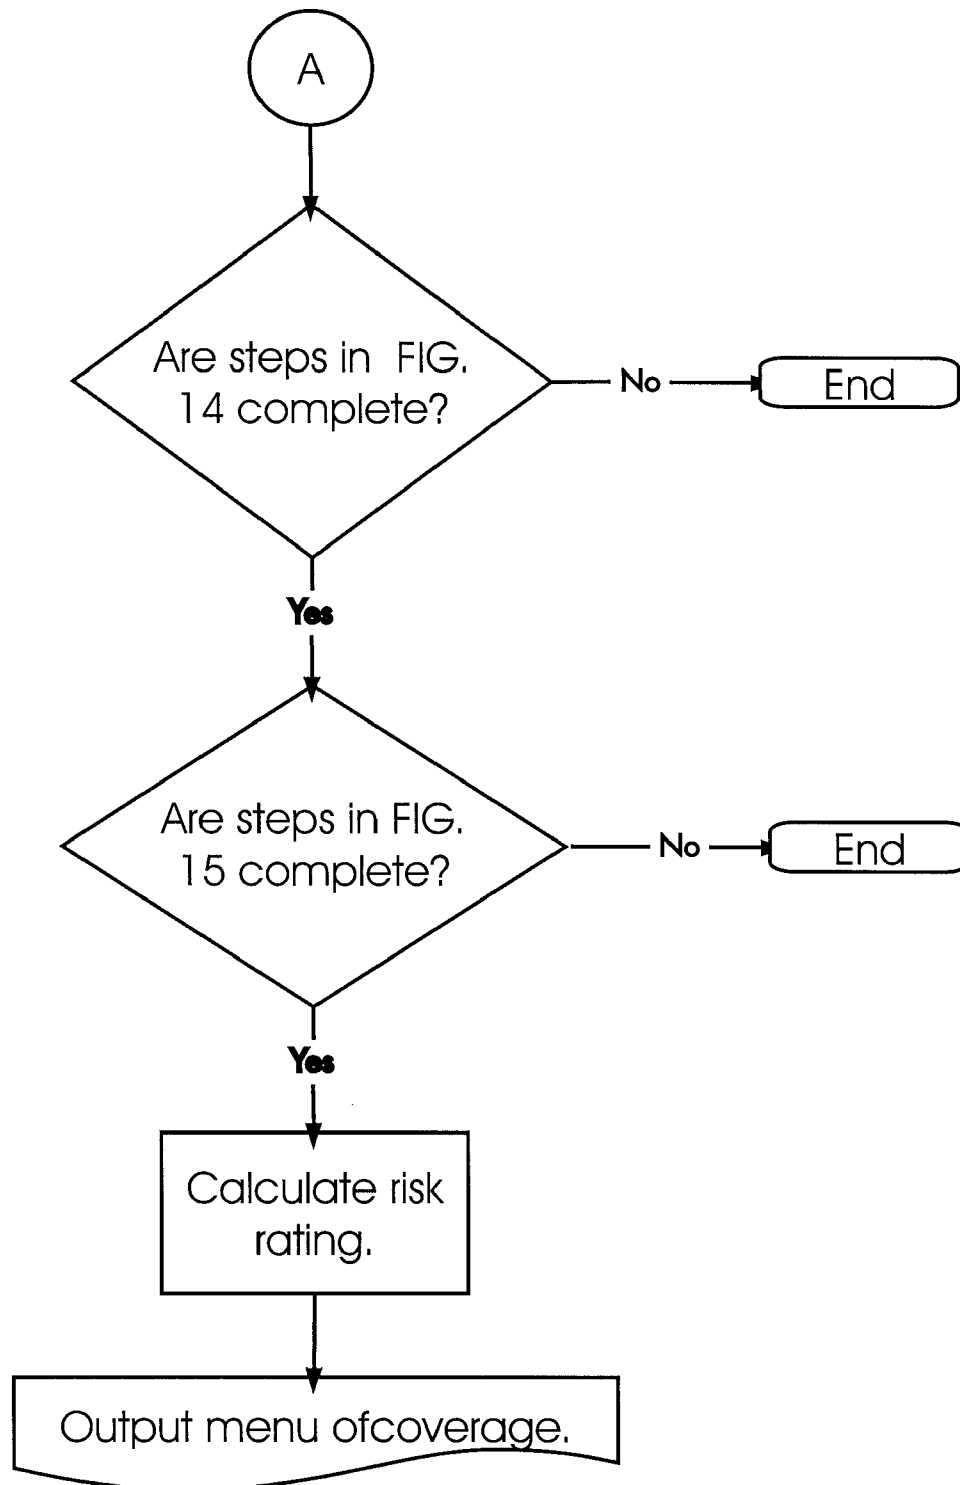 A
Are steps in FIG.
14 complete?
No
End
Yes
Are steps in FIG.
15 complete?
No
End
Yes
Calculate risk
rating.
Output menu ofcoverage.